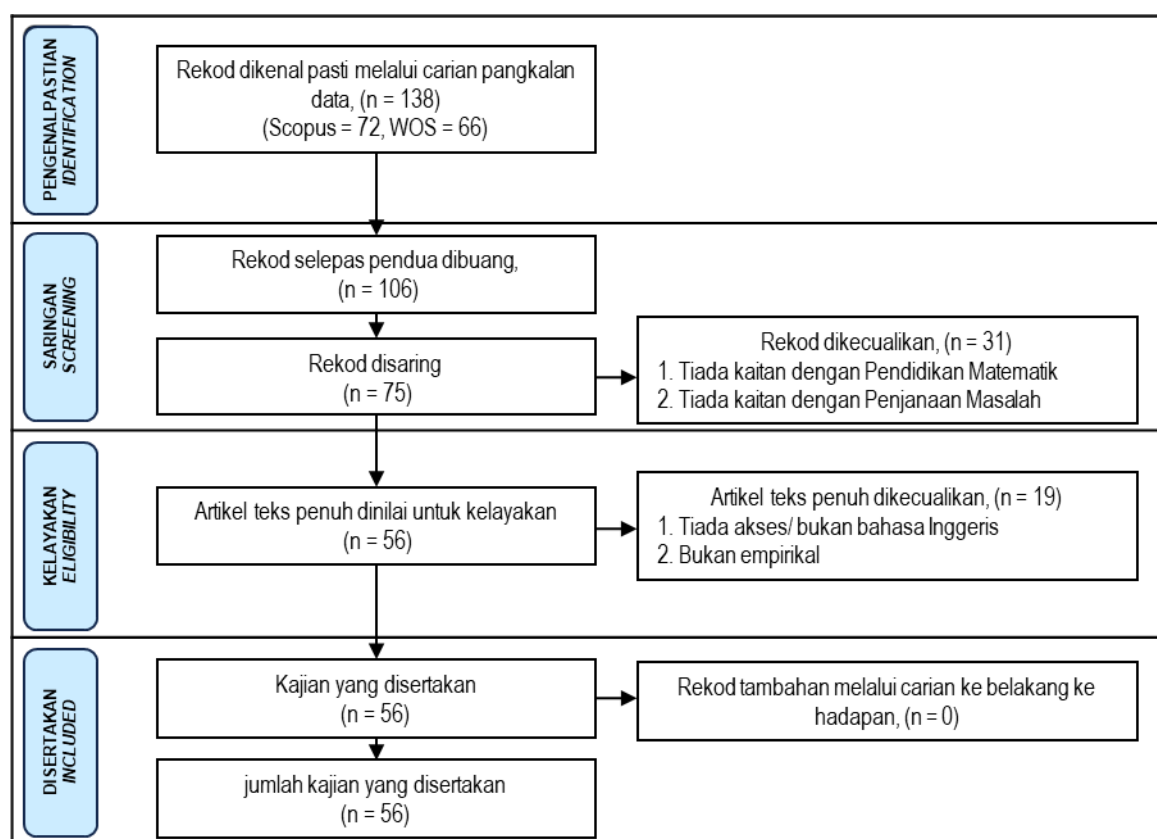 PENGENALPASTIAN
IDENTIFICATION
Rekod dikenal pasti melalui carian pangkalan
data, (n = 138)
(Scopus = 72, WOS = 66)
SARINGAN
SCREENING
Rekod selepas pendua dibuang,
(n = 106)
Rekod disaring
(n = 75)
Rekod dikecualikan, (n = 31)
1. Tiada kaitan dengan Pendidikan Matematik
2. Tiada kaitan dengan Penjanaan Masalah
KELAYAKAN
ELIGIBILITY
Artikel teks penuh dinilai untuk kelayakan
(n = 56)
Artikel teks penuh dikecualikan, (n = 19)
1. Tiada akses/ bukan bahasa Inggeris
2. Bukan empirikal
DISERTAKAN
INCLUDED
Kajian yang disertakan
(n = 56)
Rekod tambahan melalui carian ke belakang ke
hadapan, (n = 0)
jumlah kajian yang disertakan
(n = 56)